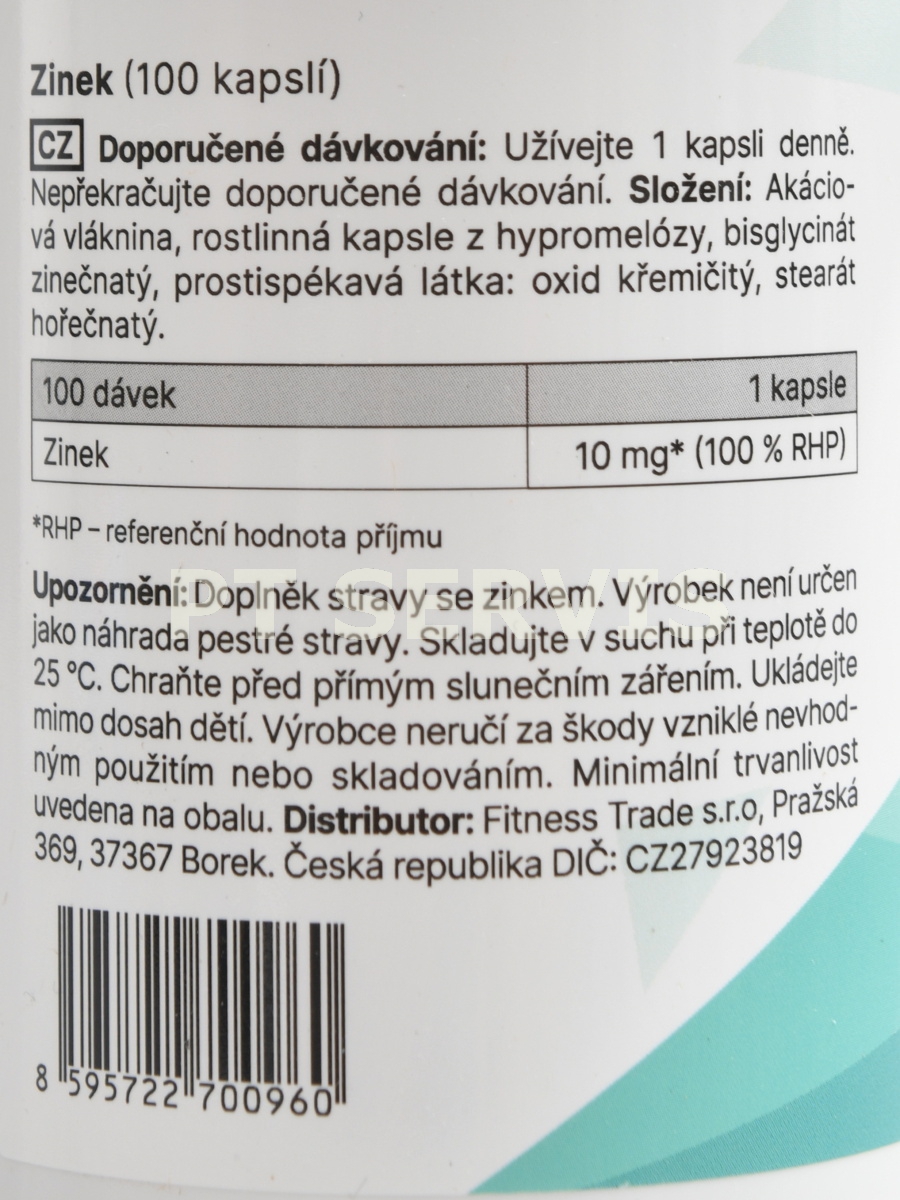 Zinek (100 kapslí)
CZ Doporučené dávkování: Užívejte 1 kapsli denně.
Nepřekračujte doporučené dávkování. Složení: Akácio-
vá vláknina, rostlinná kapsle z hypromelózy, bisglycinát
zinečnatý, prostispékavá látka: oxid křemičitý, stearát
hořečnatý.
100 dávek 1 kapsle
Zinek 10 mg* (100 % RHP)
*RHP – referenční hodnota příjmu
PT SERVIS
Upozornění: Doplněk stravy se zinkem. Výrobek není určen
jako náhrada pestré stravy. Skladujte v suchu při teplotě do
25 °C. Chraňte před přímým slunečním zářením. Ukládejte
mimo dosah dětí. Výrobce neručí za škody vzniklé nevhod-
ným použitím nebo skladováním. Minimální trvanlivost
uvedena na obalu. Distributor: Fitness Trade s.r.o, Pražská
369, 37367 Borek. Česká republika DIČ: CZ27923819
8 595722 700960